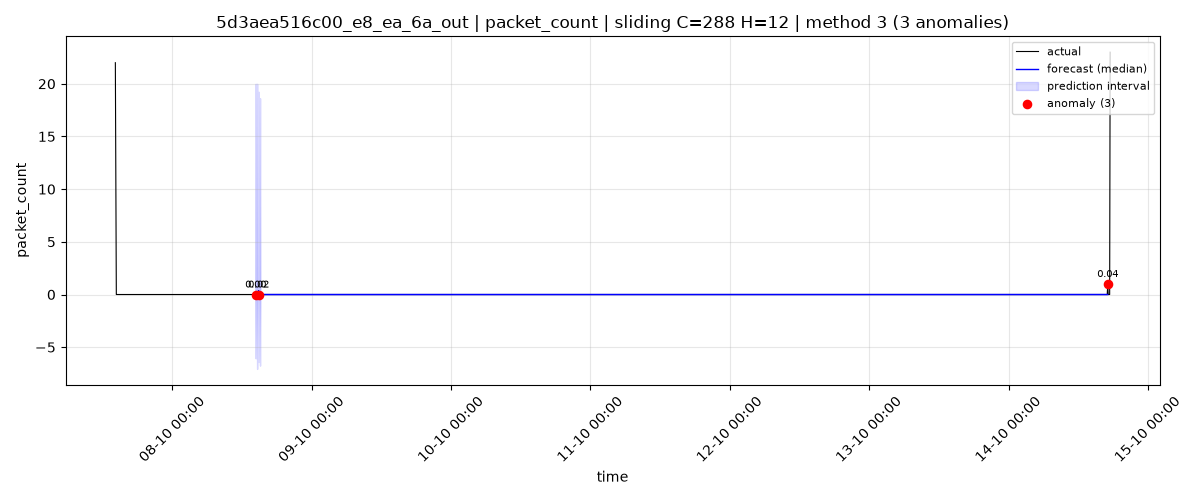 5d3aea516c00_e8_ea_6a_out | packet_count | sliding C=288 H=12 | method 3 (3 anomalies)
actual
forecast (median)
prediction interval
anomaly (3)
packet_count
20
15
10
5
0
−5
0.02
0.04
08-10 00:00
09-10 00:00
10-10 00:00
11-10 00:00
12-10 00:00
13-10 00:00
14-10 00:00
15-10 00:00
time